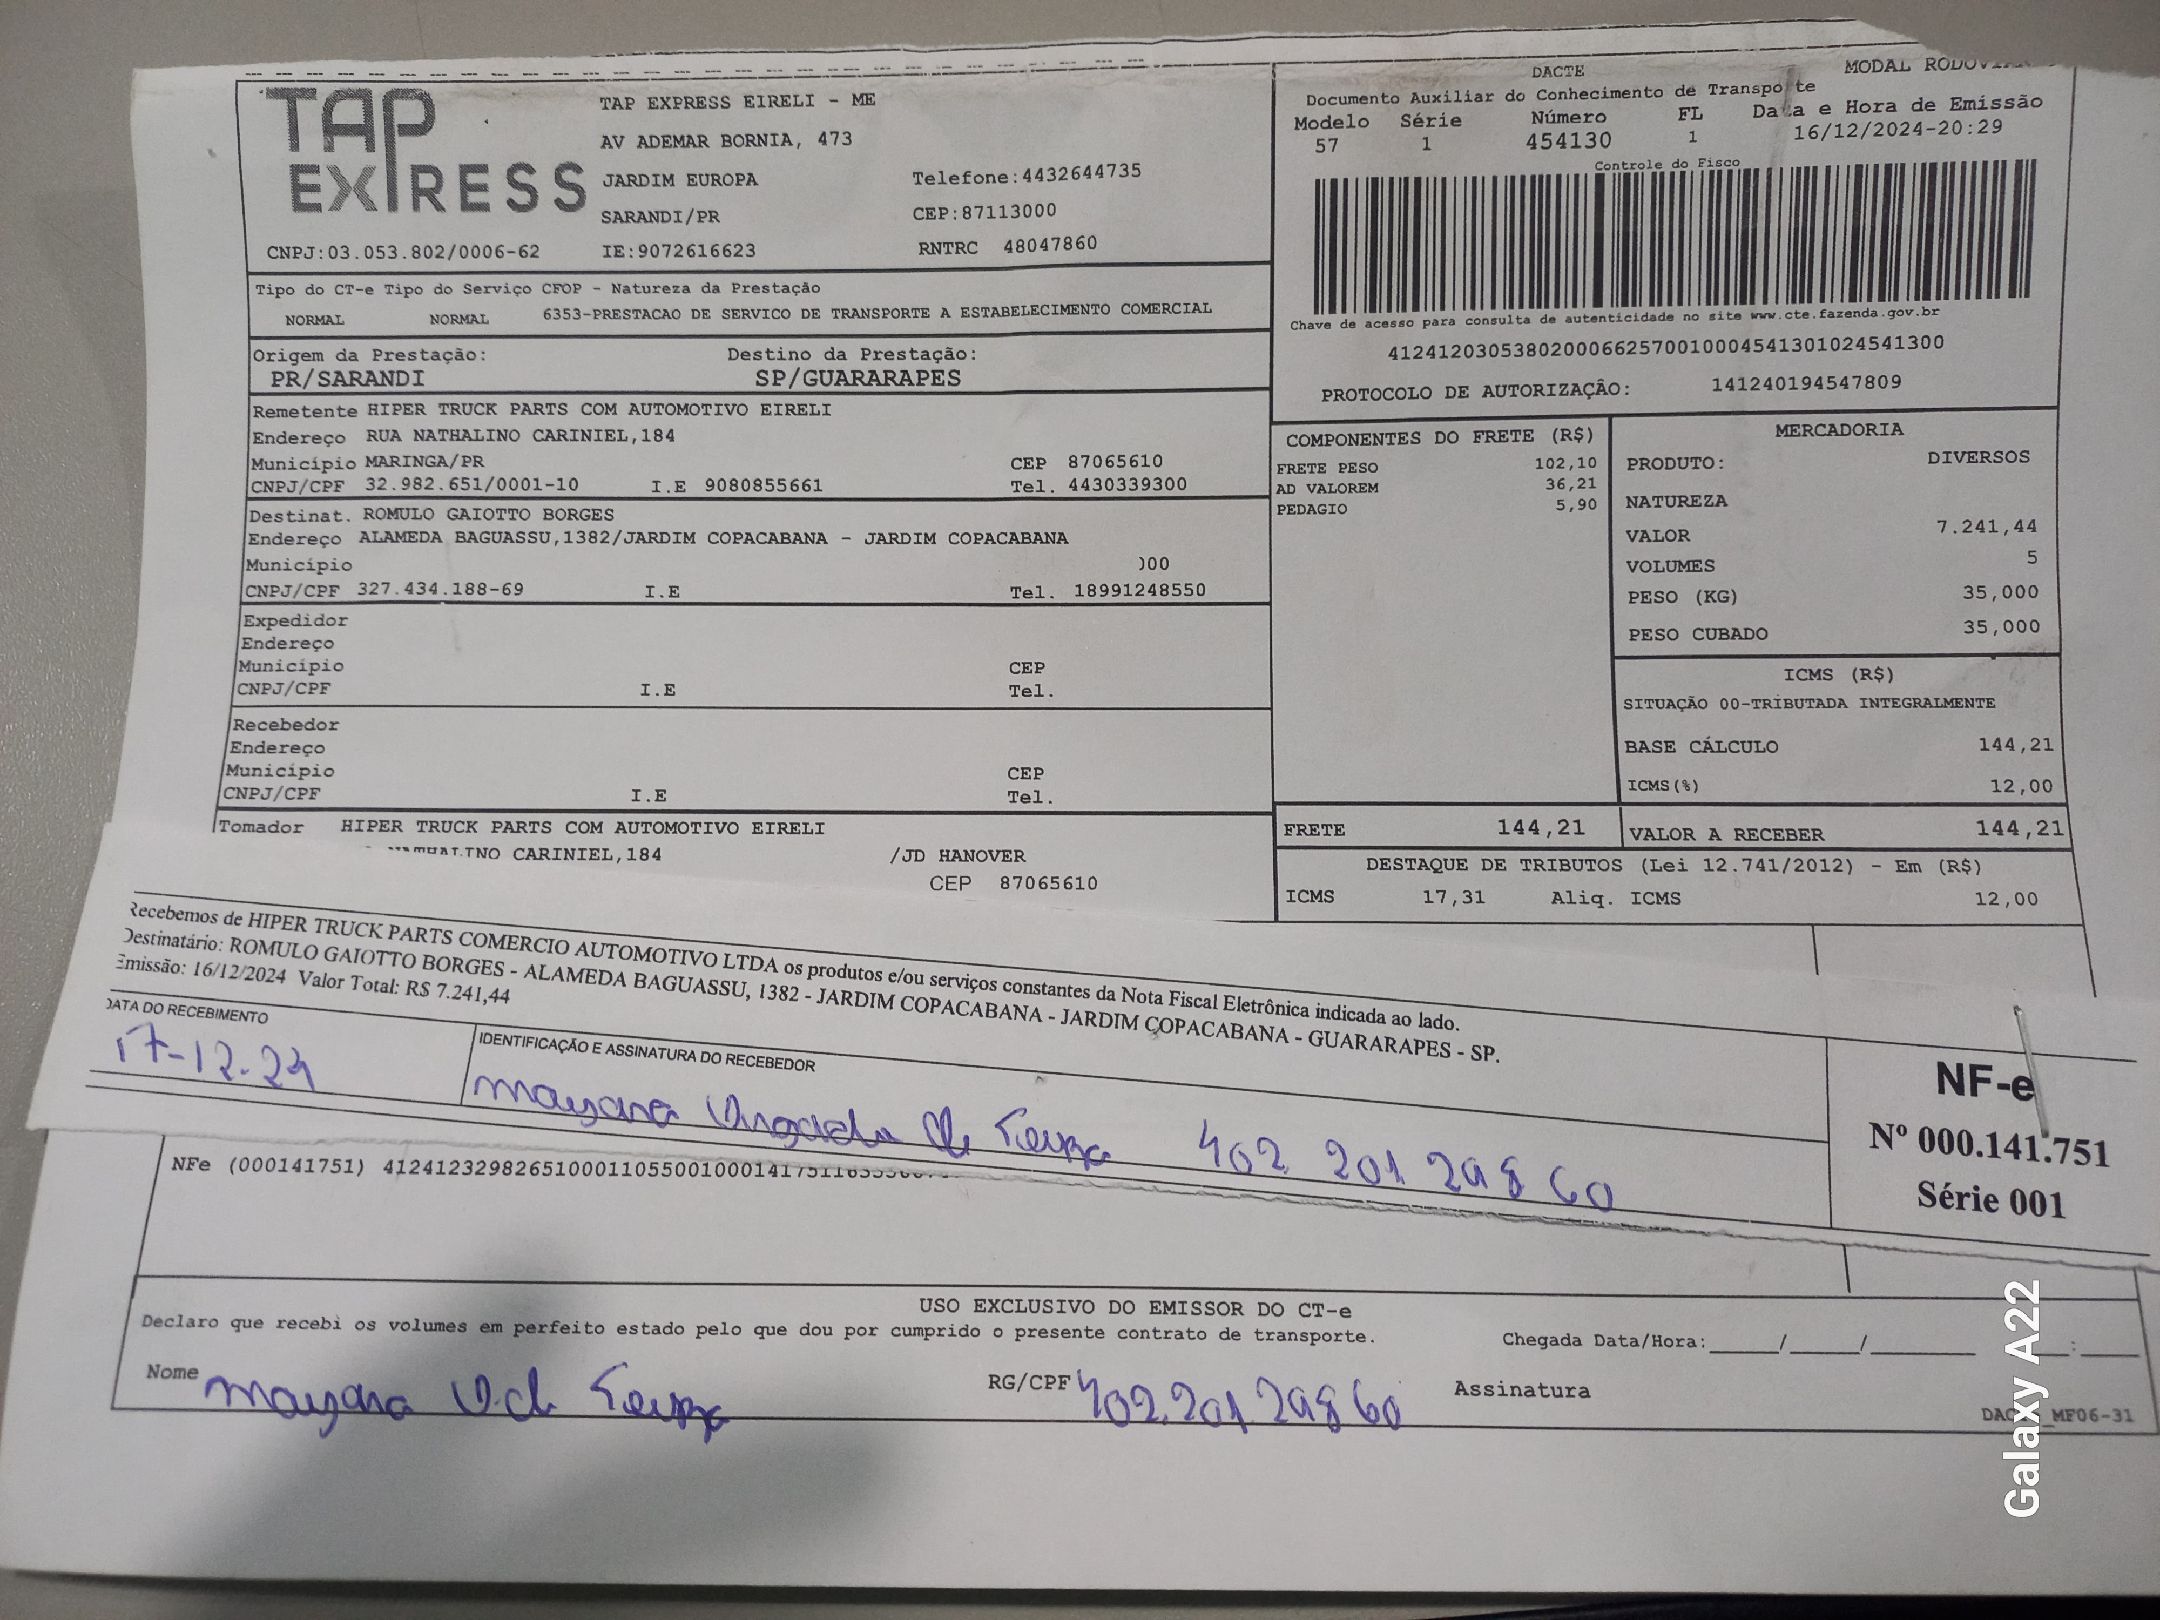 TAP EXPRESS
TAP EXPRESS EIRELI - ME
AV ADEMAR BORNIA, 473
JARDIM EUROPA Telefone:4432644735
SARANDI/PR CEP:87113000
CNPJ:03.053.802/0006-62 IE:9072616623 RNTRC 48047860
DACTE MODAL
Documento Auxiliar do Conhecimento de Transporte
Modelo Série Número FL Data e Hora de Emissão
57 1 454130 1 16/12/2024-20:29
Controle do Fisco
Chave de acesso para consulta de autenticidade no site www.cte.fazenda.gov.br
41241203053802000662570010004541301024541300
PROTOCOLO DE AUTORIZAÇÃO: 141240194547809
Tipo do CT-e Tipo do Serviço CFOP - Natureza da Prestação
NORMAL NORMAL 6353-PRESTACAO DE SERVICO DE TRANSPORTE A ESTABELECIMENTO COMERCIAL
Origem da Prestação: Destino da Prestação:
PR/SARANDI SP/GUARARAPES
Remetente HIPER TRUCK PARTS COM AUTOMOTIVO EIRELI
Endereço RUA NATHALINO CARINIEL,184
Município MARINGA/PR CEP 87065610
CNPJ/CPF 32.982.651/0001-10 I.E 9080855661 Tel. 4430339300
Destinat. ROMULO GAIOTTO BORGES
Endereço ALAMEDA BAGUASSU,1382/JARDIM COPACABANA - JARDIM COPACABANA
Município 00
CNPJ/CPF 327.434.188-69 I.E Tel. 18991248550
Expedidor
Endereço
Município CEP
CNPJ/CPF I.E Tel.
Recebedor
Endereço
Município CEP
CNPJ/CPF I.E Tel.
Tomador HIPER TRUCK PARTS COM AUTOMOTIVO EIRELI
CARINIEL,184 /JD HANOVER
CEP 87065610
COMPONENTES DO FRETE (R$)
FRETE PESO 102,10
AD VALOREM 36,21
PEDAGIO 5,90
MERCADORIA
PRODUTO: DIVERSOS
NATUREZA
VALOR 7.241,44
VOLUMES 5
PESO (KG) 35,000
PESO CUBADO 35,000
ICMS (R$)
SITUAÇÃO 00-TRIBUTADA INTEGRALMENTE
BASE CÁLCULO 144,21
ICMS(%) 12,00
FRETE 144,21 VALOR A RECEBER 144,21
DESTAQUE DE TRIBUTOS (Lei 12.741/2012) - Em (R$)
ICMS 17,31 Aliq. ICMS 12,00
Recebemos de HIPER TRUCK PARTS COMERCIO AUTOMOTIVO LTDA os produtos e/ou serviços constantes da Nota Fiscal Eletrônica indicada ao lado.
Destinatário: ROMULO GAIOTTO BORGES - ALAMEDA BAGUASSU, 1382 - JARDIM COPACABANA - JARDIM COPACABANA - GUARARAPES - SP.
Emissão: 16/12/2024 Valor Total: R$ 7.241,44
DATA DO RECEBIMENTO IDENTIFICAÇÃO E ASSINATURA DO RECEBEDOR
17-12.24 Mayara 402 201 298 60
NF-e
Nº 000.141.751
Série 001
NFe (000141751)
USO EXCLUSIVO DO EMISSOR DO CT-e
Declaro que recebi os volumes em perfeito estado pelo que dou por cumprido o presente contrato de transporte. Chegada Data/Hora:_____/_____/_________ :
Nome Mayara V. de Souza RG/CPF 402.201 298 60 Assinatura
MF06-31
Galaxy A22